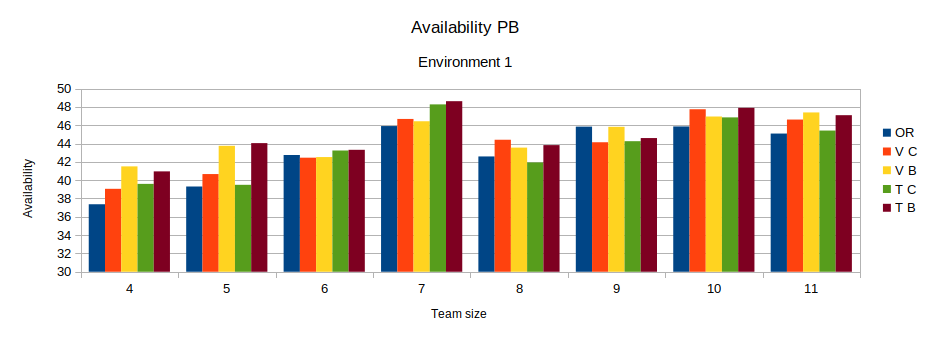 Availability PB
Environment 1
50
48
46
44
42
40
38
36
34
32
30
Availability
4 5 6 7 8 9 10 11
Team size
OR
V C
V B
T C
T B